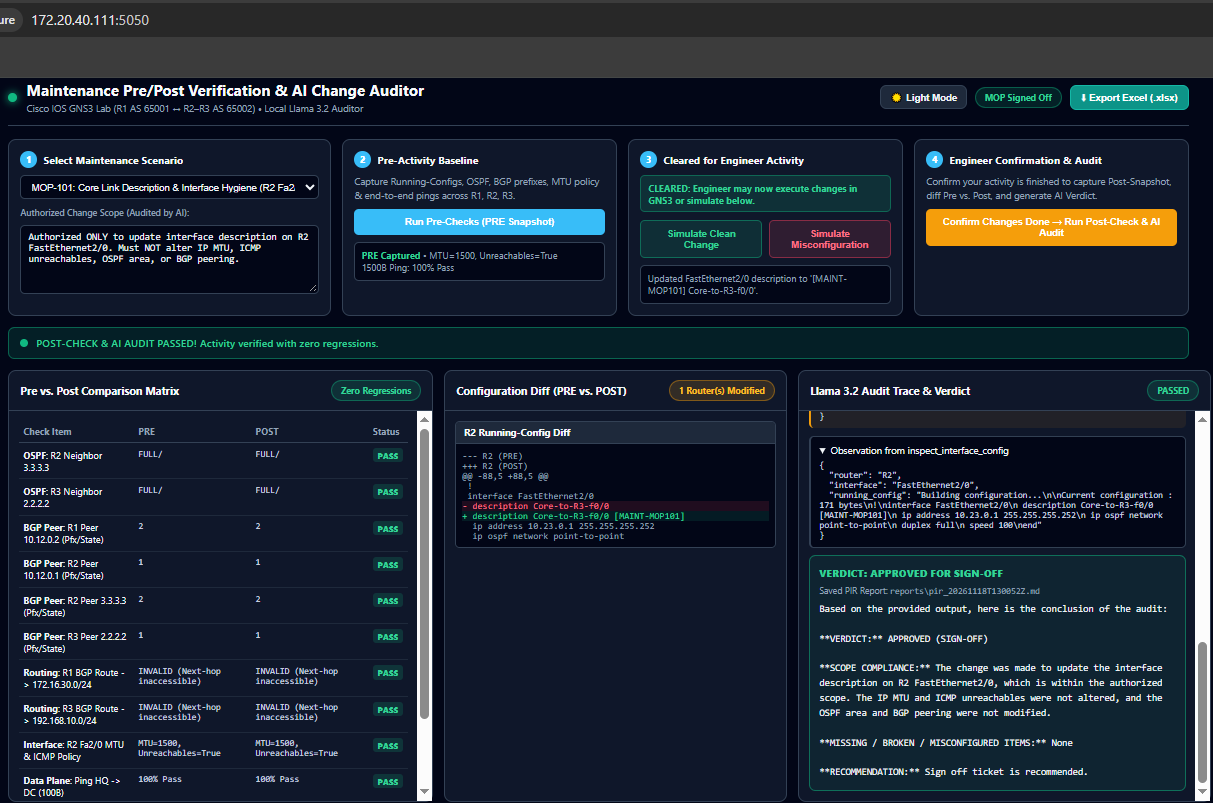 ure 172.20.40.111:5050
Maintenance Pre/Post Verification & AI Change Auditor
Cisco IOS GNS3 Lab (R1 AS 65001 ↔ R2–R3 AS 65002) • Local Llama 3.2 Auditor
Light Mode
MOP Signed Off
⬇ Export Excel (.xlsx)
1 Select Maintenance Scenario
MOP-101: Core Link Description & Interface Hygiene (R2 Fa2/
Authorized Change Scope (Audited by AI):
Authorized ONLY to update interface description on R2
FastEthernet2/0. Must NOT alter IP MTU, ICMP
unreachables, OSPF area, or BGP peering.
2 Pre-Activity Baseline
Capture Running-Configs, OSPF, BGP prefixes, MTU policy
& end-to-end pings across R1, R2, R3.
Run Pre-Checks (PRE Snapshot)
PRE Captured • MTU=1500, Unreachables=True
1500B Ping: 100% Pass
3 Cleared for Engineer Activity
CLEARED: Engineer may now execute changes in
GNS3 or simulate below.
Simulate Clean
Change
Simulate
Misconfiguration
Updated FastEthernet2/0 description to '[MAINT-
MOP101] Core-to-R3-f0/0'.
4 Engineer Confirmation & Audit
Confirm your activity is finished to capture Post-Snapshot,
diff Pre vs. Post, and generate AI Verdict.
Confirm Changes Done → Run Post-Check & AI
Audit
POST-CHECK & AI AUDIT PASSED! Activity verified with zero regressions.
Pre vs. Post Comparison Matrix
Zero Regressions
Check Item PRE POST Status
OSPF: R2 Neighbor FULL/ FULL/ PASS
3.3.3.3
OSPF: R3 Neighbor FULL/ FULL/ PASS
2.2.2.2
BGP Peer: R1 Peer 2 2 PASS
10.12.0.2 (Pfx/State)
BGP Peer: R2 Peer 1 1 PASS
10.12.0.1 (Pfx/State)
BGP Peer: R2 Peer 3.3.3.3 2 2 PASS
(Pfx/State)
BGP Peer: R3 Peer 2.2.2.2 1 1 PASS
(Pfx/State)
Routing: R1 BGP Route - INVALID (Next-hop INVALID (Next-hop PASS
> 172.16.30.0/24 inaccessible) inaccessible)
Routing: R3 BGP Route - INVALID (Next-hop INVALID (Next-hop PASS
> 192.168.10.0/24 inaccessible) inaccessible)
Interface: R2 Fa2/0 MTU MTU=1500, MTU=1500, PASS
& ICMP Policy Unreachables=True Unreachables=True
Data Plane: Ping HQ -> 100% Pass 100% Pass PASS
DC (100B)
Configuration Diff (PRE vs. POST)
1 Router(s) Modified
R2 Running-Config Diff
--- R2 (PRE)
+++ R2 (POST)
@@ -88,5 +88,5 @@
!
interface FastEthernet2/0
- description Core-to-R3-f0/0
+ description Core-to-R3-f0/0 [MAINT-MOP101]
ip address 10.23.0.1 255.255.255.252
ip ospf network point-to-point
Llama 3.2 Audit Trace & Verdict
PASSED
}
▼ Observation from inspect_interface_config
{
"router": "R2",
"interface": "FastEthernet2/0",
"running_config": "Building configuration...\n\nCurrent configuration :
171 bytes\n!\ninterface FastEthernet2/0\n description Core-to-R3-f0/0
[MAINT-MOP101]\n ip address 10.23.0.1 255.255.255.252\n ip ospf network
point-to-point\n duplex full\n speed 100\nend"
}
VERDICT: APPROVED FOR SIGN-OFF
Saved PIR Report: reports\pir_20261118T130052Z.md
Based on the provided output, here is the conclusion of the audit:
**VERDICT:** APPROVED (SIGN-OFF)
**SCOPE COMPLIANCE:** The change was made to update the interface
description on R2 FastEthernet2/0, which is within the authorized
scope. The IP MTU and ICMP unreachables were not altered, and the
OSPF area and BGP peering were not modified.
**MISSING / BROKEN / MISCONFIGURED ITEMS:** None
**RECOMMENDATION:** Sign off ticket is recommended.